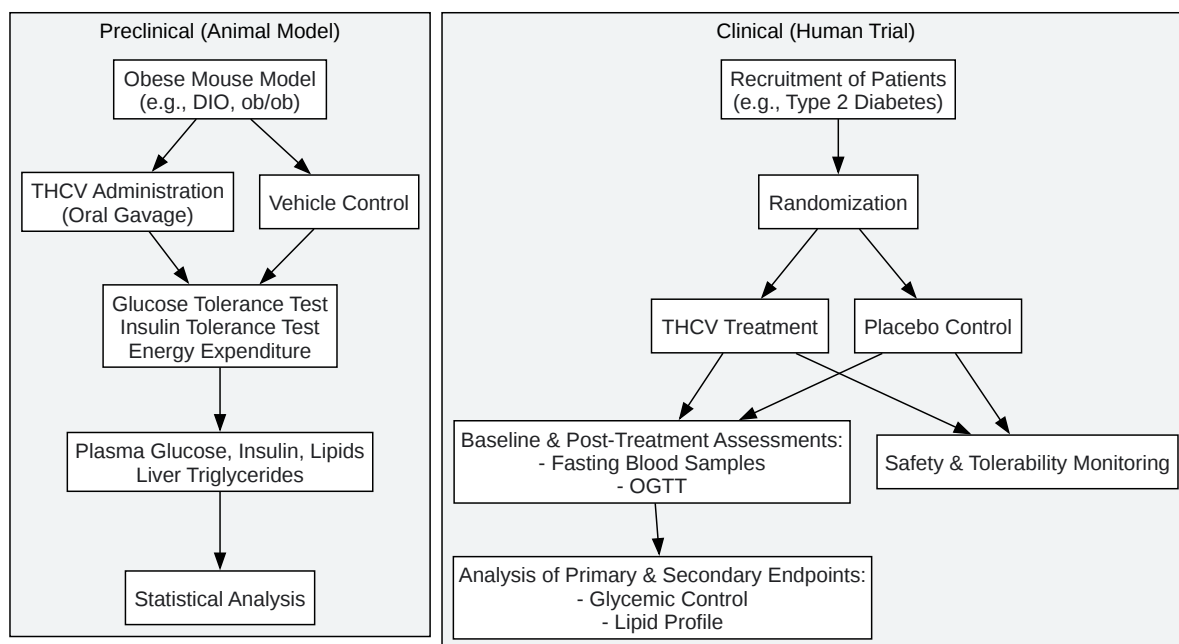 Preclinical (Animal Model)
Obese Mouse Model
(e.g., DIO, ob/ob)
THCV Administration
(Oral Gavage)
Vehicle Control
Glucose Tolerance Test
Insulin Tolerance Test
Energy Expenditure
Plasma Glucose, Insulin, Lipids
Liver Triglycerides
Statistical Analysis
Clinical (Human Trial)
Recruitment of Patients
(e.g., Type 2 Diabetes)
Randomization
THCV Treatment
Placebo Control
Baseline & Post-Treatment Assessments:
- Fasting Blood Samples
- OGTT
Safety & Tolerability Monitoring
Analysis of Primary & Secondary Endpoints:
- Glycemic Control
- Lipid Profile